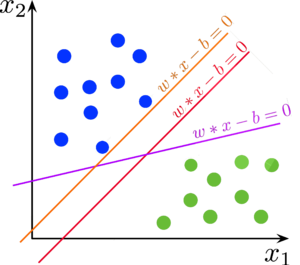 x₂
w * x − b = 0
w * x − b = 0
w * x − b = 0
x₁